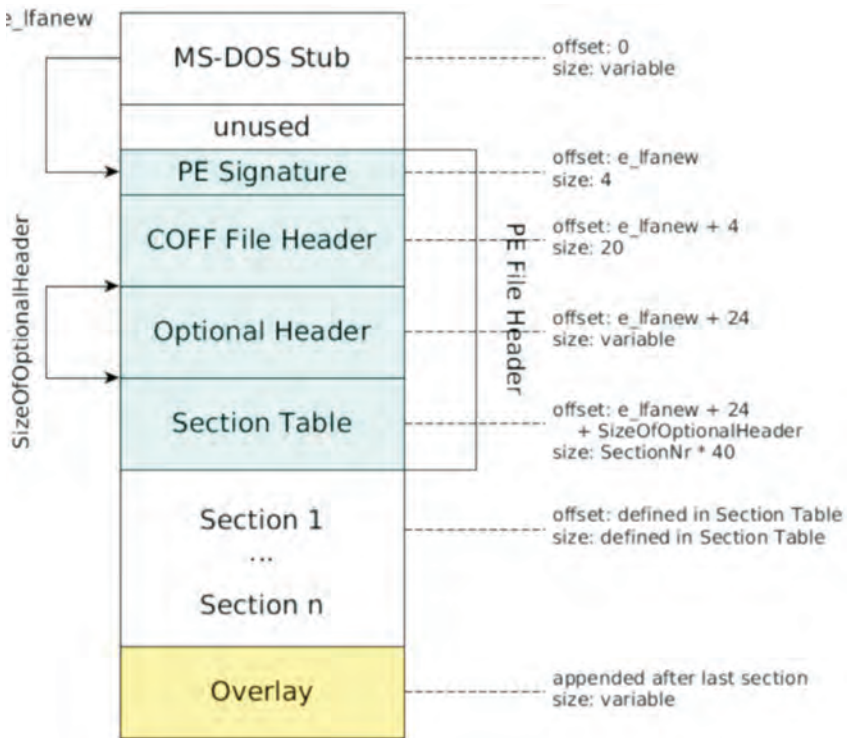 e_lfanew
MS-DOS Stub
offset: 0
size: variable
unused
PE Signature
offset: e_lfanew
size: 4
COFF File Header
offset: e_lfanew + 4
size: 20
SizeOfOptionalHeader
PE File Header
Optional Header
offset: e_lfanew + 24
size: variable
Section Table
offset: e_lfanew + 24
+ SizeOfOptionalHeader
size: SectionNr * 40
Section 1
...
Section n
offset: defined in Section Table
size: defined in Section Table
Overlay
appended after last section
size: variable